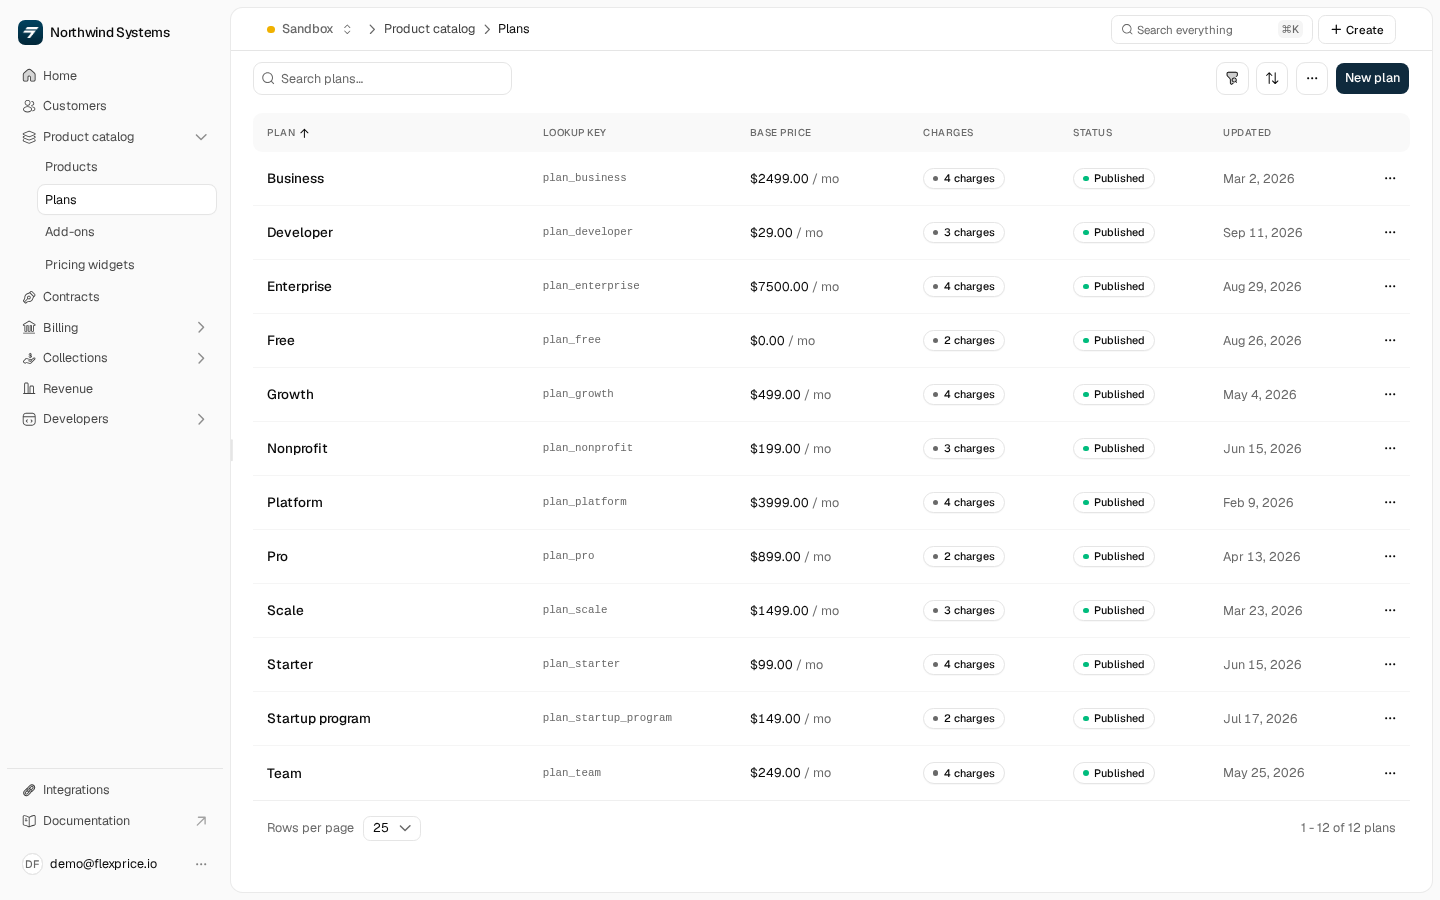 Northwind Systems
Home
Customers
Product catalog
Products
Plans
Add-ons
Pricing widgets
Contracts
Billing
Collections
Revenue
Developers
Integrations
Documentation
DF demo@flexprice.io
Sandbox Product catalog Plans
Search everything ⌘K
Create
Search plans...
New plan
PLAN LOOKUP KEY BASE PRICE CHARGES STATUS UPDATED
Business plan_business $2499.00 / mo 4 charges Published Mar 2, 2026
Developer plan_developer $29.00 / mo 3 charges Published Sep 11, 2026
Enterprise plan_enterprise $7500.00 / mo 4 charges Published Aug 29, 2026
Free plan_free $0.00 / mo 2 charges Published Aug 26, 2026
Growth plan_growth $499.00 / mo 4 charges Published May 4, 2026
Nonprofit plan_nonprofit $199.00 / mo 3 charges Published Jun 15, 2026
Platform plan_platform $3999.00 / mo 4 charges Published Feb 9, 2026
Pro plan_pro $899.00 / mo 2 charges Published Apr 13, 2026
Scale plan_scale $1499.00 / mo 3 charges Published Mar 23, 2026
Starter plan_starter $99.00 / mo 4 charges Published Jun 15, 2026
Startup program plan_startup_program $149.00 / mo 2 charges Published Jul 17, 2026
Team plan_team $249.00 / mo 4 charges Published May 25, 2026
Rows per page 25
1 - 12 of 12 plans